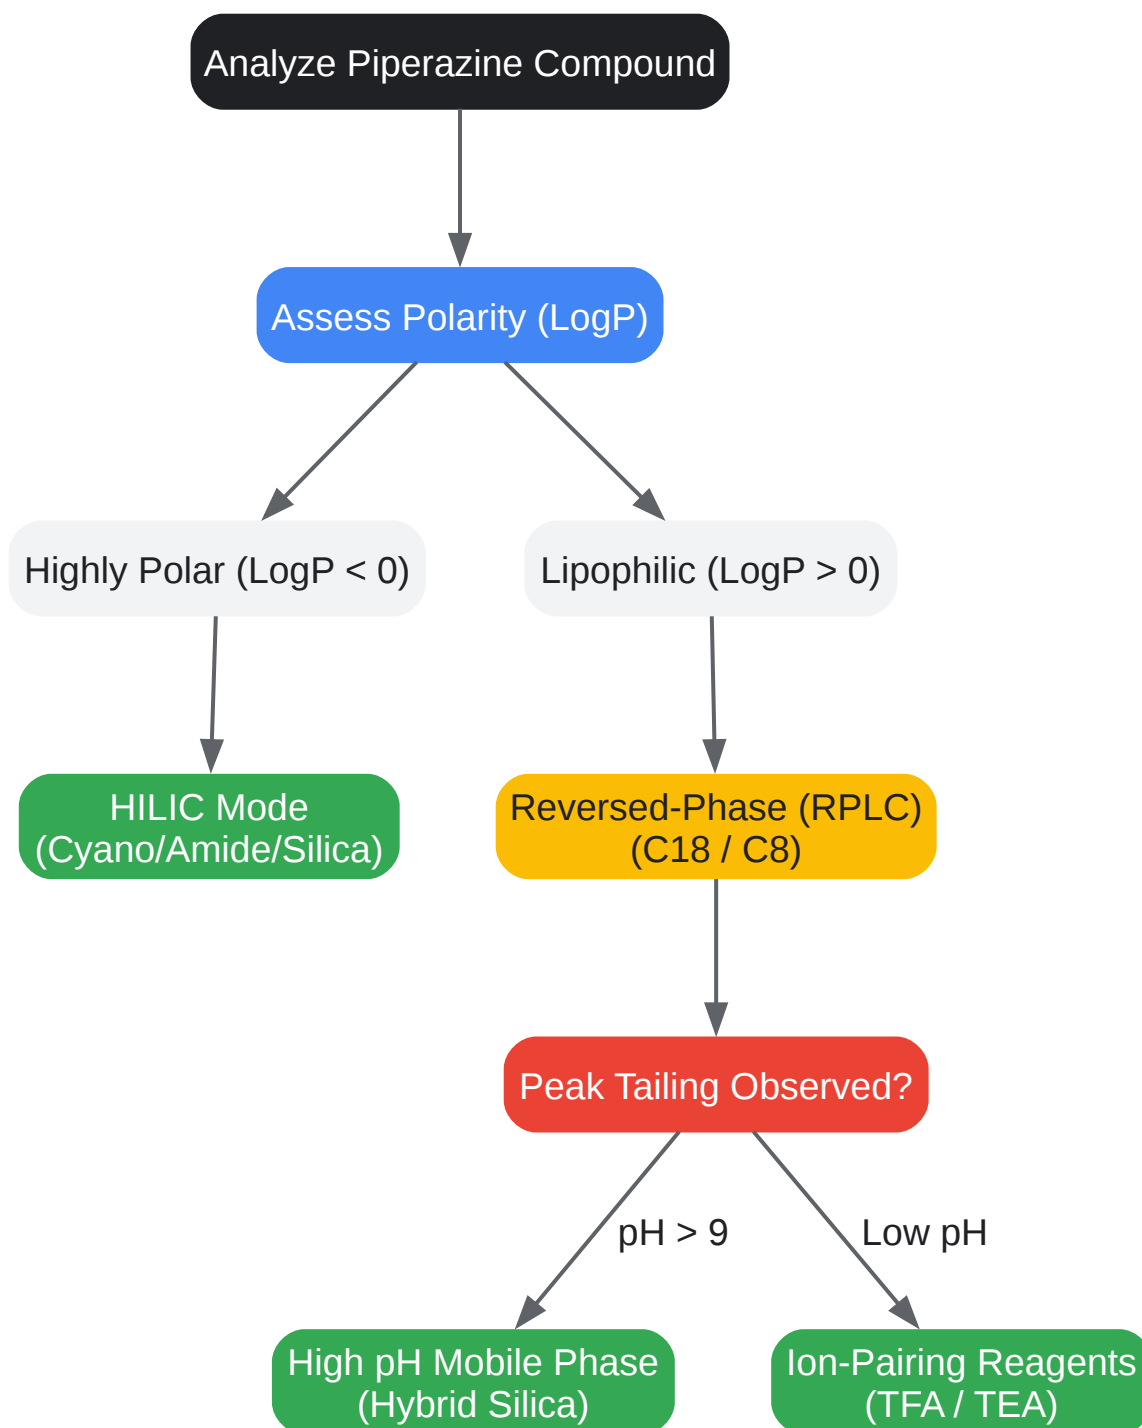 Analyze Piperazine Compound
Assess Polarity (LogP)
Highly Polar (LogP < 0)
Lipophilic (LogP > 0)
HILIC Mode
(Cyano/Amide/Silica)
Reversed-Phase (RPLC)
(C18 / C8)
Peak Tailing Observed?
pH > 9
Low pH
High pH Mobile Phase
(Hybrid Silica)
Ion-Pairing Reagents
(TFA / TEA)